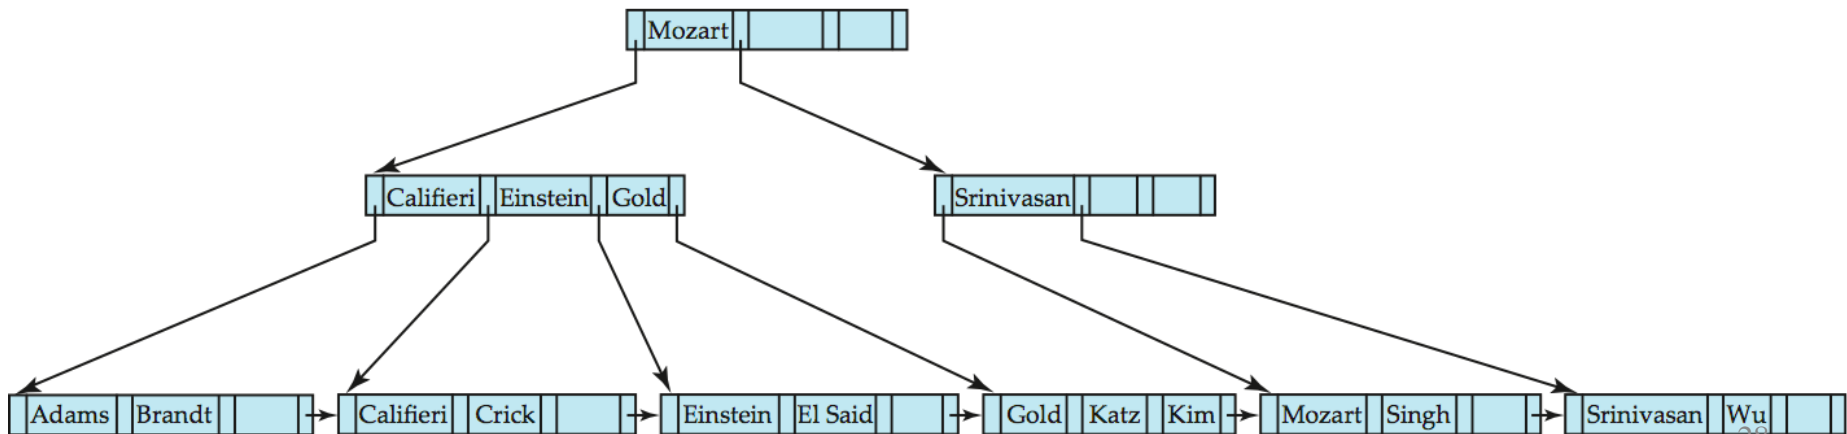 Mozart
Califieri Einstein Gold Srinivasan
Adams Brandt Califieri Crick Einstein El Said Gold Katz Kim Mozart Singh Srinivasan Wu